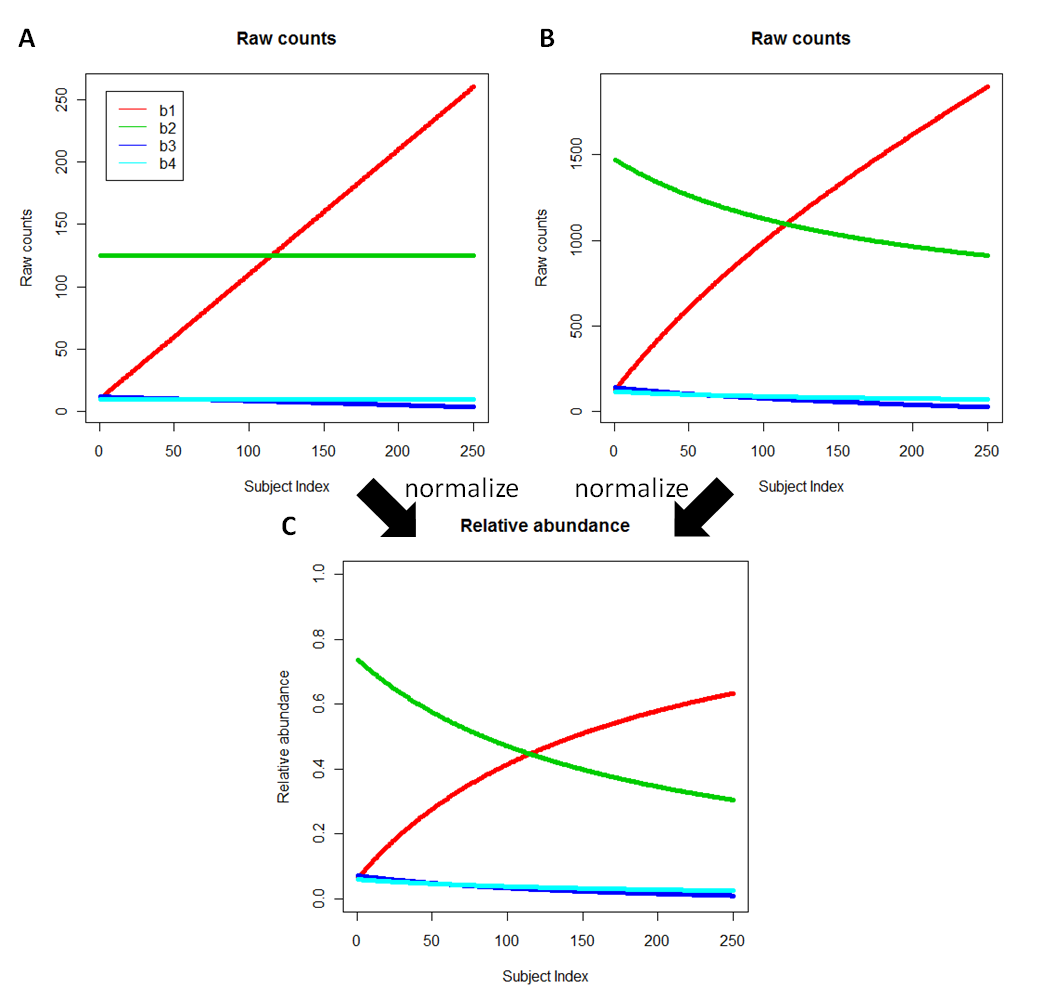 A
Raw counts
B
Raw counts
Raw counts
0 50 100 150 200 250
b1
b2
b3
b4
0 50 100 150 200 250
Subject Index
Raw counts
0 500 1000 1500
0 50 100 150 200 250
Subject Index
normalize
normalize
C
Relative abundance
Relative abundance
0.0 0.2 0.4 0.6 0.8 1.0
0 50 100 150 200 250
Subject Index